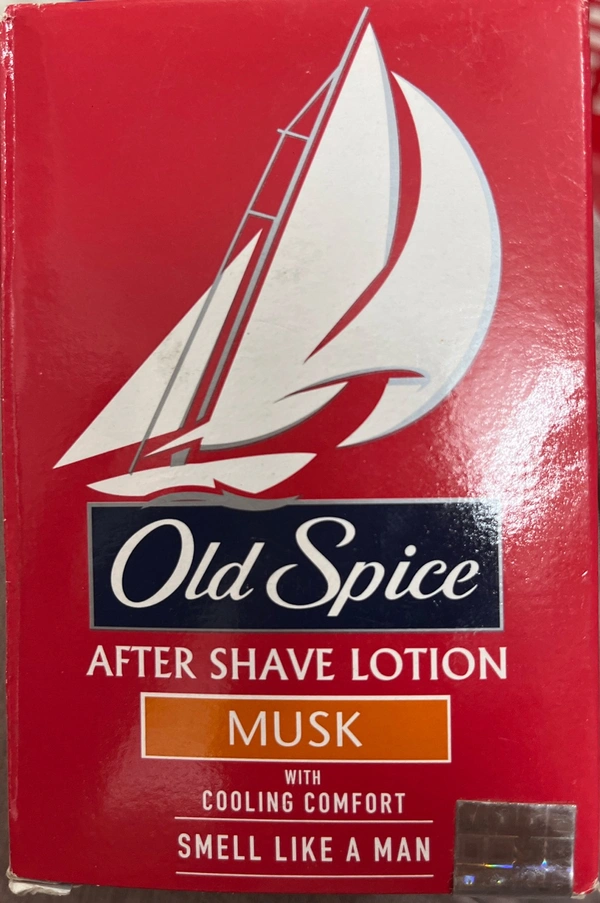 Old Spice
AFTER SHAVE LOTION
MUSK
WITH
COOLING COMFORT
SMELL LIKE A MAN